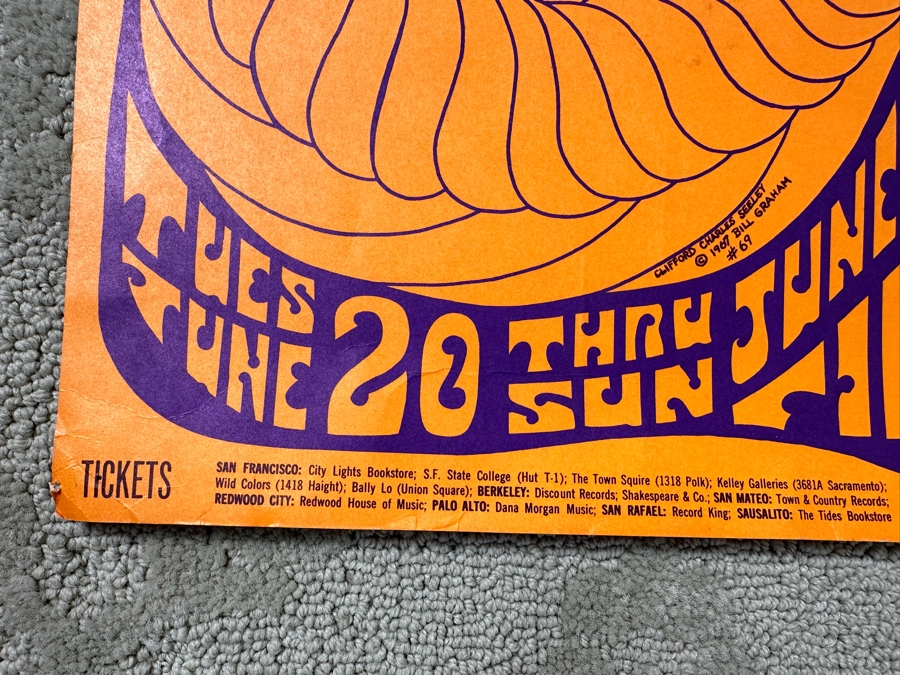 CLIFFORD CHARLES SEELEY
© 1967 BILL GRAHAM
#69
TUES
JUNE 20
THRU
SUN
JUNE
TICKETS
SAN FRANCISCO: City Lights Bookstore; S.F. State College (Hut T-1); The Town Squire (1318 Polk); Kelley Galleries (3681A Sacramento);
Wild Colors (1418 Haight); Bally Lo (Union Square); BERKELEY: Discount Records; Shakespeare & Co.; SAN MATEO: Town & Country Records;
REDWOOD CITY: Redwood House of Music; PALO ALTO: Dana Morgan Music; SAN RAFAEL: Record King; SAUSALITO: The Tides Bookstore